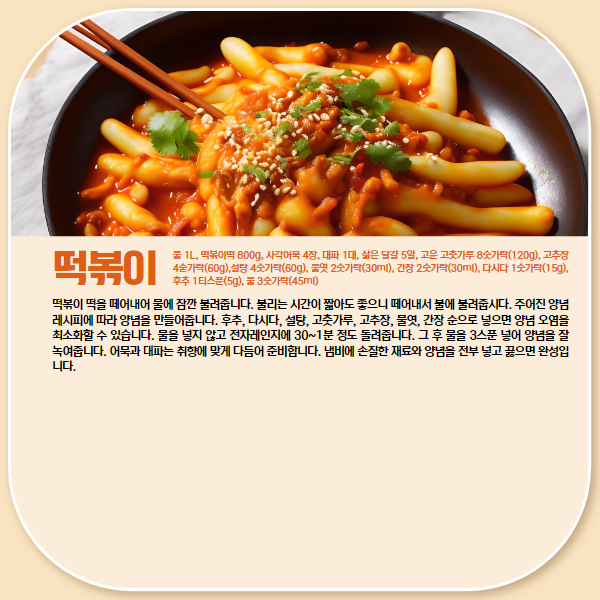 떡볶이
물 1L, 떡볶이떡 800g, 사각어묵 4장, 대파 1대, 삶은 달걀 5알, 고운 고춧가루 8숫가락(120g), 고추장
4숟가락(60g),설탕 4숫가락(60g), 물엿 2숫가락(30ml), 간장 2숫가락(30ml), 다시다 1숫가락(15g),
후추 1티스푼(5g), 물 3숫가락(45ml)
떡볶이 떡을 떼어내어 물에 잠깐 불려줍니다. 불리는 시간이 짧아도 좋으니 떼어내서 불에 불려줍시다. 주어진 양념
레시피에 따라 양념을 만들어줍니다. 후추, 다시다, 설탕, 고춧가루, 고추장, 물엿, 간장 순으로 넣으면 양념 오염을
최소화할 수 있습니다. 물을 넣지 않고 전자레인지에 30~1분 정도 돌려줍니다. 그 후 물을 3스푼 넣어 양념을 잘
녹여줍니다. 어묵과 대파는 취향에 맞게 다듬어 준비합니다. 냄비에 손질한 재료와 양념을 전부 넣고 끓으면 완성입
니다.